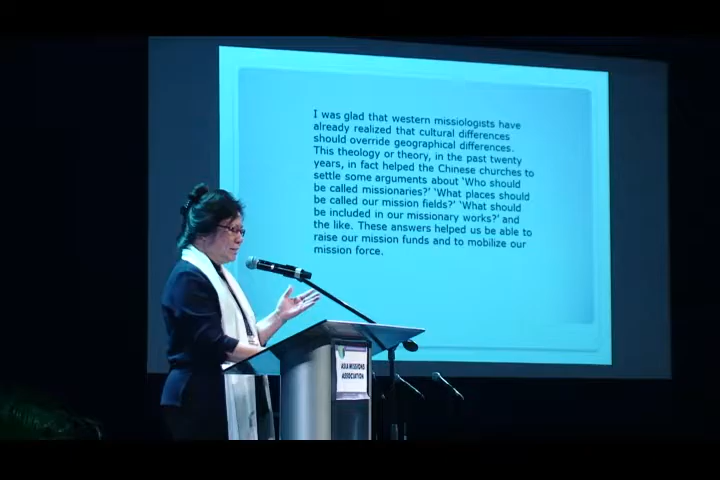 I was glad that western missiologists have
already realized that cultural differences
should override geographical differences.
This theology or theory, in the past twenty
years, in fact helped the Chinese churches to
settle some arguments about ‘Who should
be called missionaries?’ ‘What places should
be called our mission fields?’ ‘What should
be included in our missionary works?’ and
the like. These answers helped us be able to
raise our mission funds and to mobilize our
mission force.
ASIA MISSIONS
ASSOCIATION